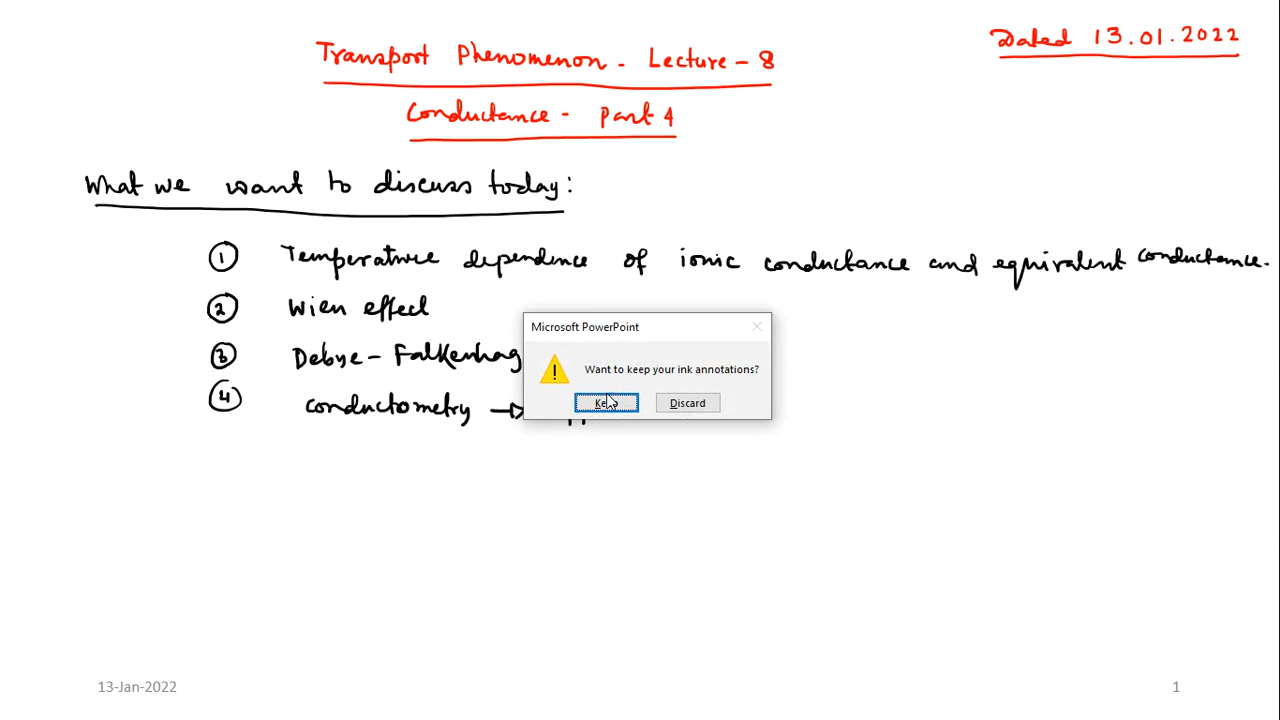 Dated 13.01.2022
Transport Phenomenon - Lecture - 8
Conductance - Part 4
What we want to discuss today:
① Temperature dependence of ionic conductance and equivalent conductance.
② Wien effect
③ Debye - Falkenhag
④ conductometry →
Microsoft PowerPoint
Want to keep your ink annotations?
Keep Discard
13-Jan-2022 1